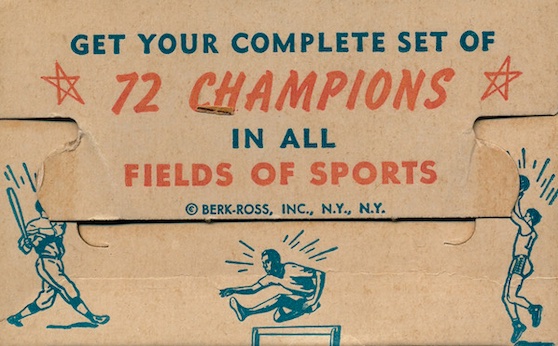 GET YOUR COMPLETE SET OF
72 CHAMPIONS
IN ALL
FIELDS OF SPORTS
© BERK-ROSS, INC., N.Y., N.Y.